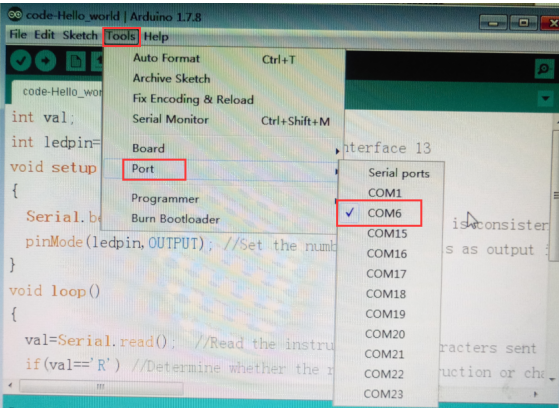 code-Hello_world | Arduino 1.7.8
File Edit Sketch Tools Help
Auto Format Ctrl+T
Archive Sketch
Fix Encoding & Reload
Serial Monitor Ctrl+Shift+M
Board
Port
Programmer
Burn Bootloader
Serial ports
COM1
✓ COM6
COM15
COM16
COM17
COM18
COM19
COM20
COM21
COM22
COM23
code-Hello_wor
int val;
int ledpin= nterface 13
void setup
{
Serial.be is consisten
pinMode(ledpin,OUTPUT); //Set the numb s as output
}
void loop()
{
val=Serial.read(); //Read the instru racters sent
if(val=='R') //Determine whether the r uction or cha